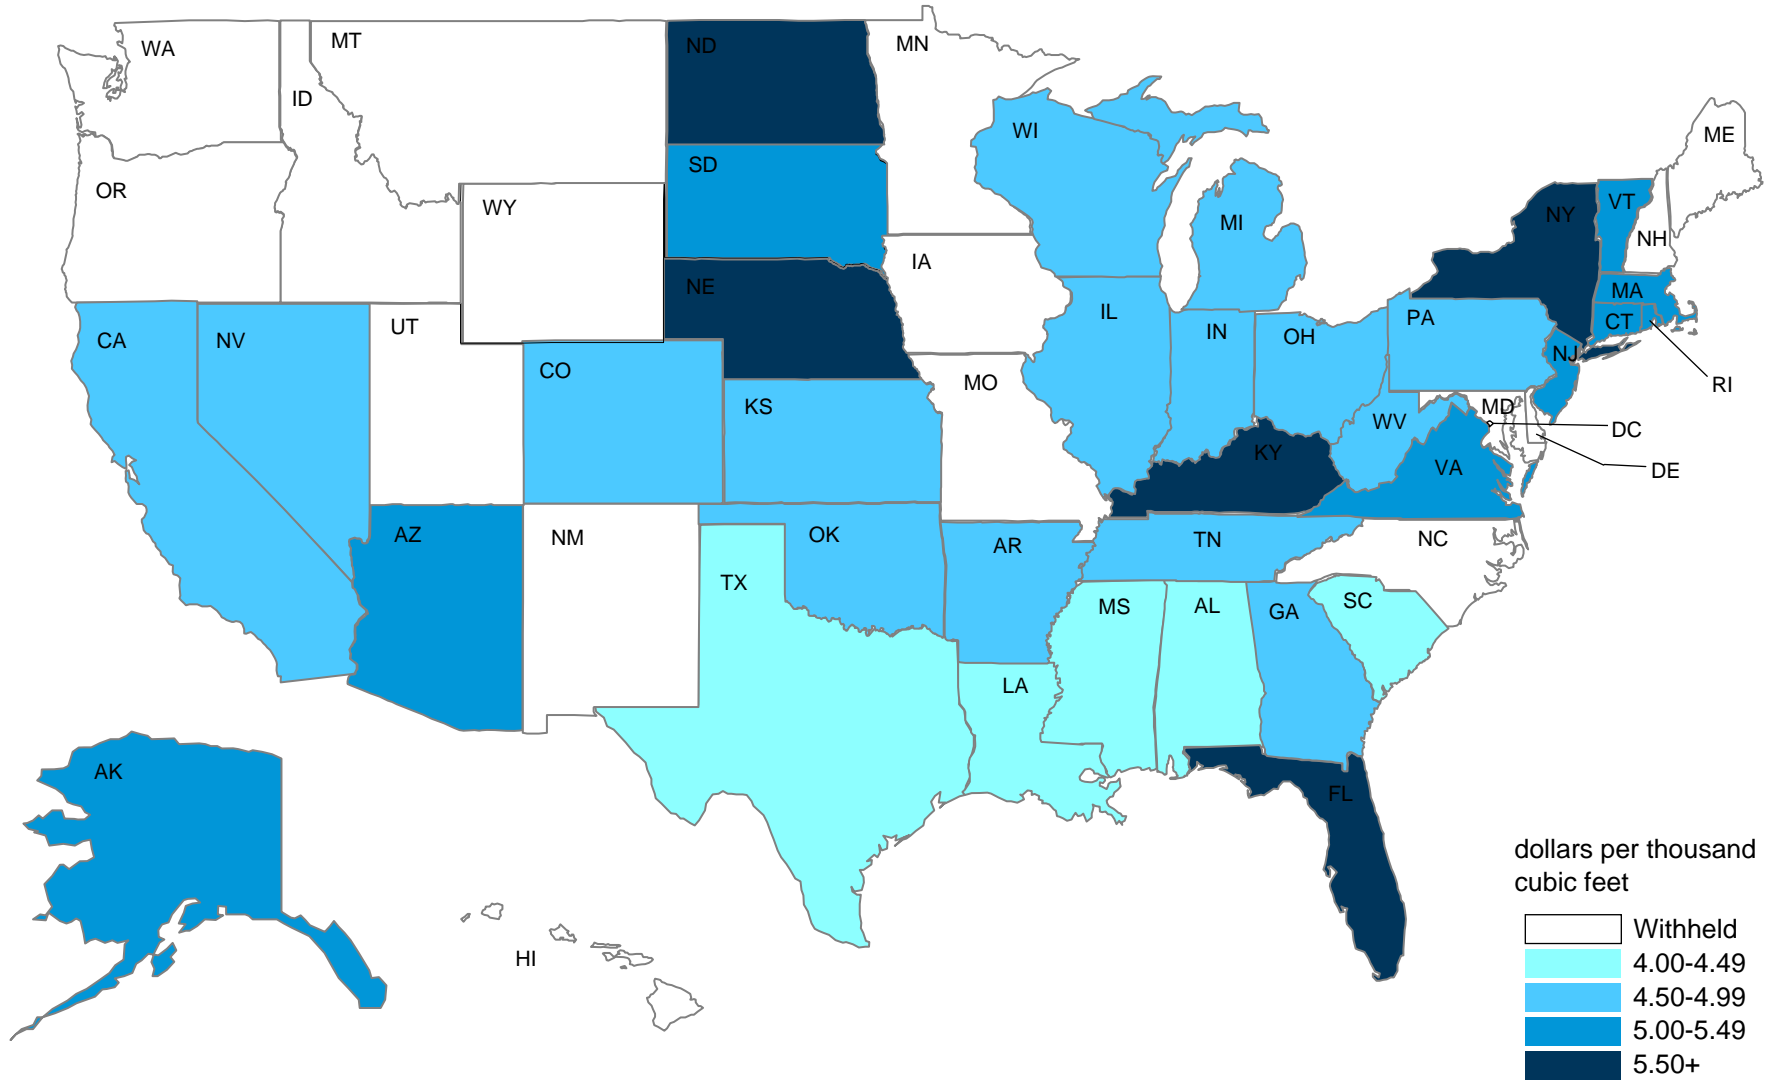 WA
MT
ND
MN
ID
OR
WY
SD
WI
MI
ME
VT
NY
NH
IA
NE
MA
CT
RI
CA
NV
UT
CO
IL
IN
OH
PA
NJ
KS
MO
MD
DC
DE
WV
VA
KY
AZ
NM
OK
AR
TN
NC
TX
MS
AL
GA
SC
LA
FL
AK
HI
dollars per thousand
cubic feet
Withheld
4.00-4.49
4.50-4.99
5.00-5.49
5.50+